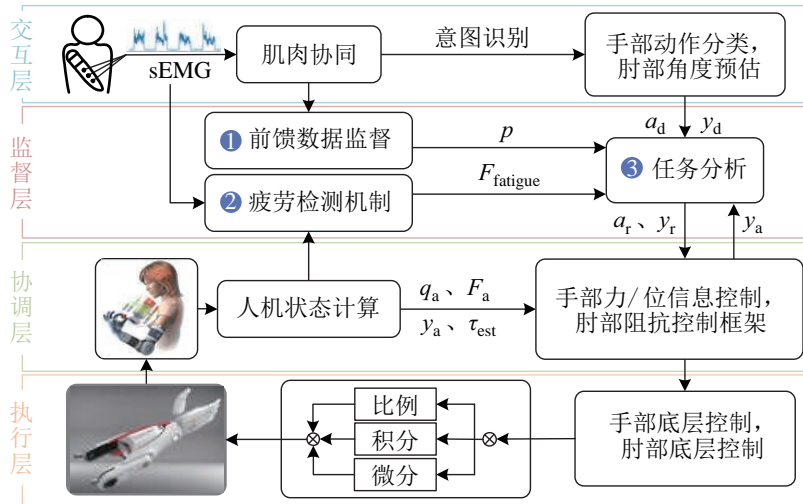 交互层
sEMG
肌肉协同
意图识别
手部动作分类,
肘部角度预估
监督层
1 前馈数据监督
p
a_d y_d
2 疲劳检测机制
F_fatigue
3 任务分析
a_r、y_r
y_a
协调层
人机状态计算
q_a、F_a
y_a、τ_est
手部力/位信息控制,
肘部阻抗控制框架
执行层
比例
积分
微分
手部底层控制,
肘部底层控制